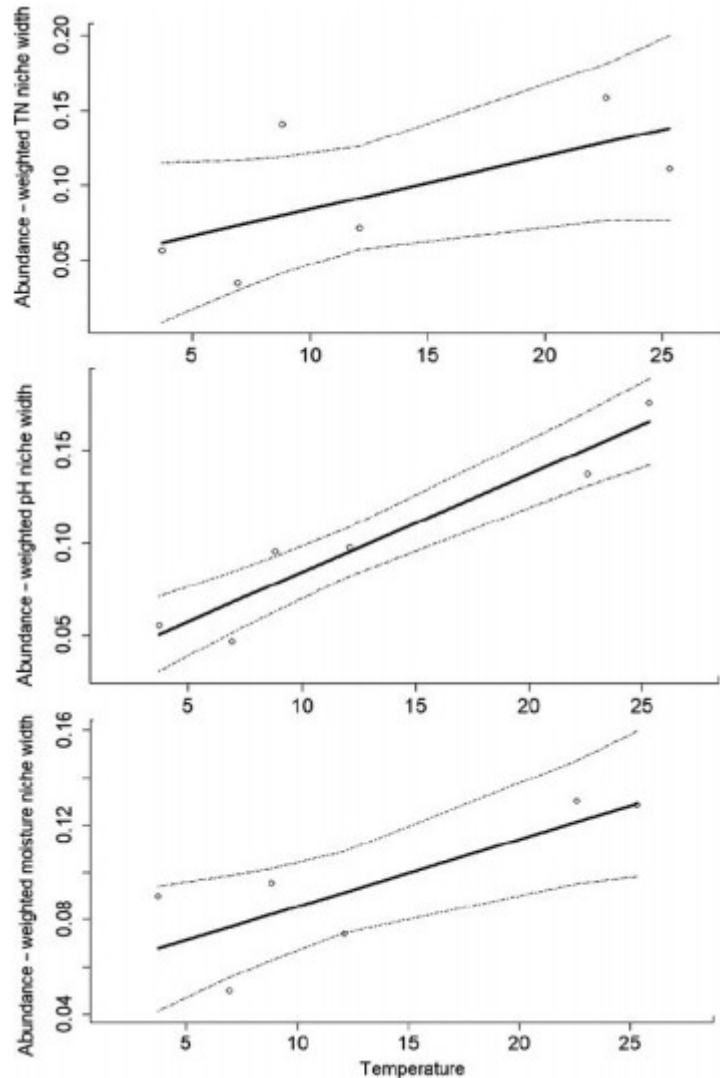 Abundance – weighted TN niche width
0.20
0.15
0.10
0.05
5 10 15 20 25
Abundance – weighted pH niche width
0.15
0.10
0.05
5 10 15 20 25
Abundance – weighted moisture niche width
0.16
0.12
0.08
0.04
5 10 15 20 25
Temperature